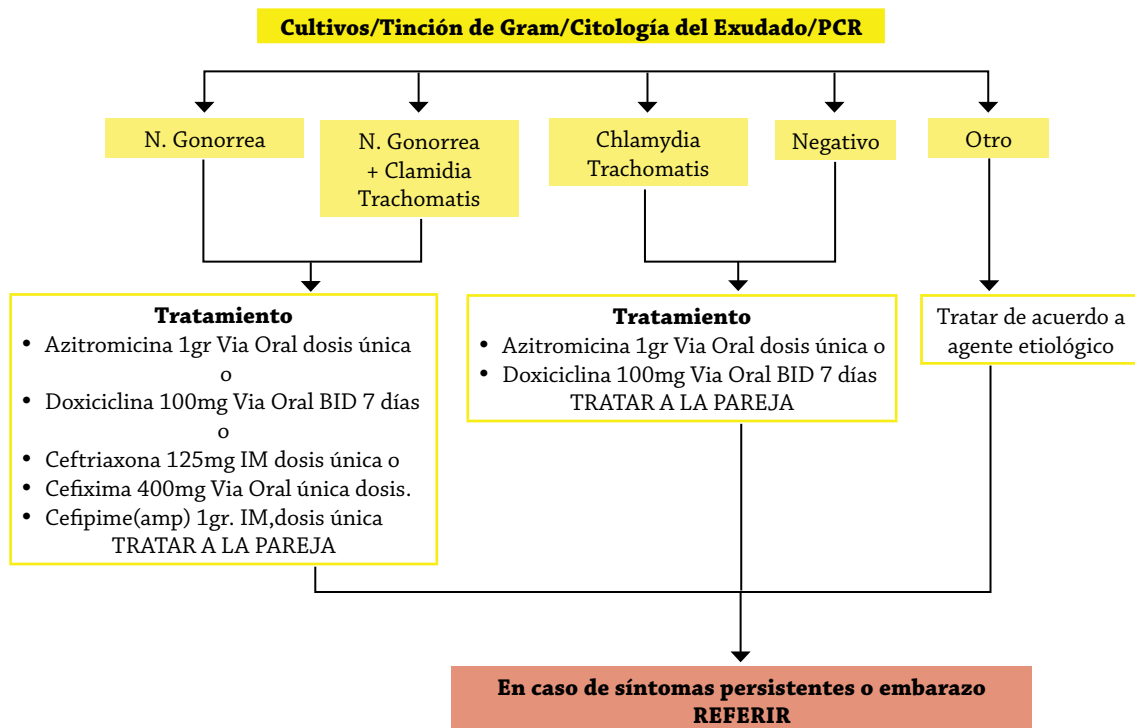 Cultivos/Tinción de Gram/Citología del Exudado/PCR
N. Gonorrea
N. Gonorrea
+ Clamidia
Trachomatis
Chlamydia
Trachomatis
Negativo
Otro
Tratamiento
• Azitromicina 1gr Via Oral dosis única
o
• Doxiciclina 100mg Via Oral BID 7 días
o
• Ceftriaxona 125mg IM dosis única o
• Cefixima 400mg Via Oral única dosis.
• Cefipime(amp) 1gr. IM,dosis única
TRATAR A LA PAREJA
Tratamiento
• Azitromicina 1gr Via Oral dosis única o
• Doxiciclina 100mg Via Oral BID 7 días
TRATAR A LA PAREJA
Tratar de acuerdo a
agente etiológico
En caso de síntomas persistentes o embarazo
REFERIR